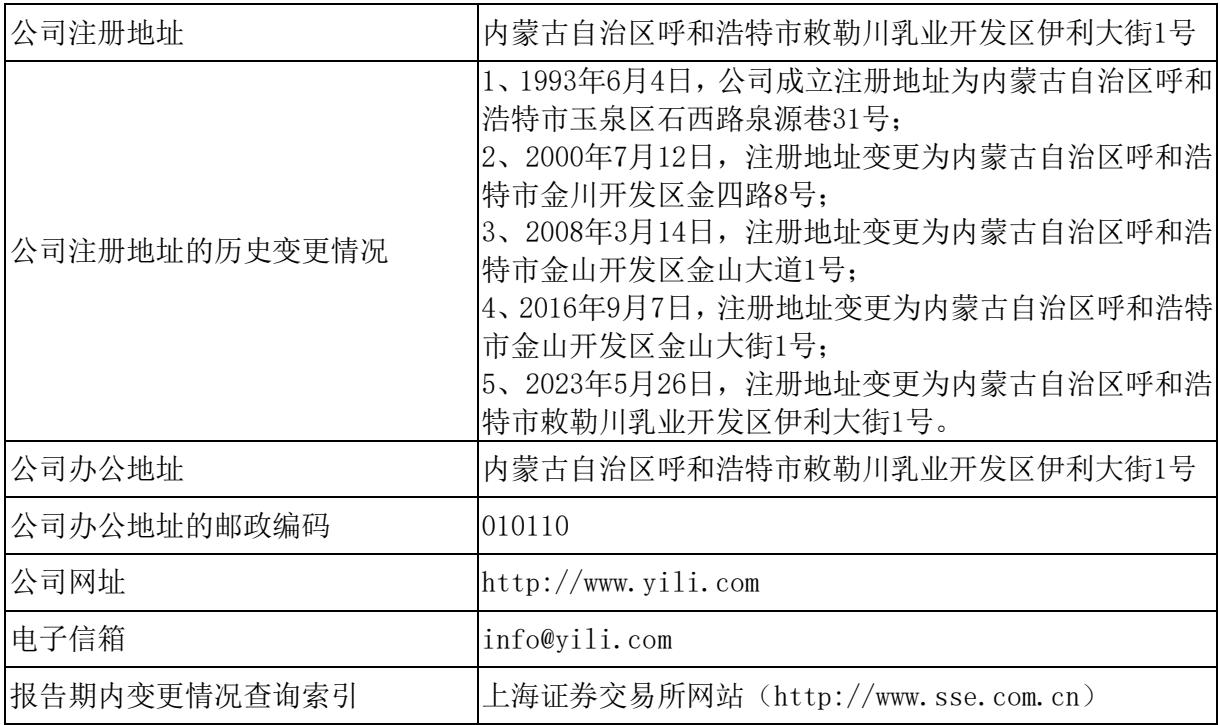 公司注册地址
内蒙古自治区呼和浩特市敕勒川乳业开发区伊利大街1号
公司注册地址的历史变更情况
1、1993年6月4日，公司成立注册地址为内蒙古自治区呼和
浩特市玉泉区石西路泉源巷31号；
2、2000年7月12日，注册地址变更为内蒙古自治区呼和浩
特市金川开发区金四路8号；
3、2008年3月14日，注册地址变更为内蒙古自治区呼和浩
特市金山开发区金山大道1号；
4、2016年9月7日，注册地址变更为内蒙古自治区呼和浩特
市金山开发区金山大街1号；
5、2023年5月26日，注册地址变更为内蒙古自治区呼和浩
特市敕勒川乳业开发区伊利大街1号。
公司办公地址
内蒙古自治区呼和浩特市敕勒川乳业开发区伊利大街1号
公司办公地址的邮政编码
010110
公司网址
http://www.yili.com
电子信箱
info@yili.com
报告期内变更情况查询索引
上海证券交易所网站（http://www.sse.com.cn）